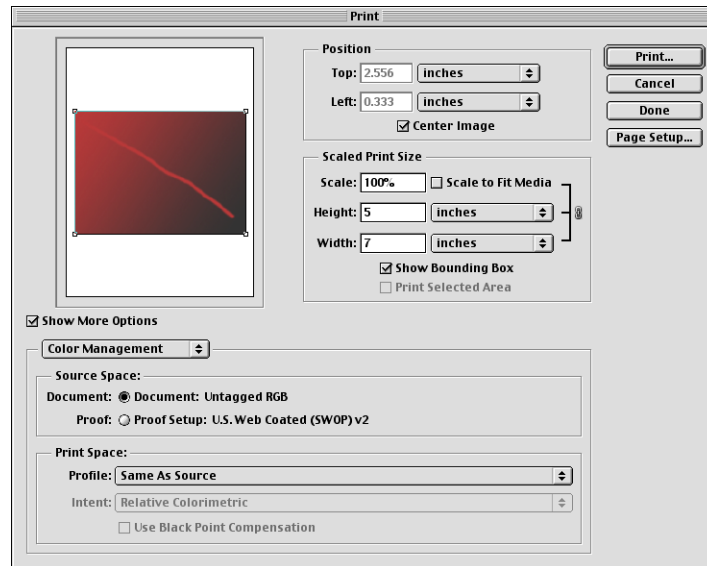 Print
Position
Top: 2.556 inches
Left: 0.333 inches
Center Image
Scaled Print Size
Scale: 100% Scale to Fit Media
Height: 5 inches
Width: 7 inches
Show Bounding Box
Print Selected Area
Print...
Cancel
Done
Page Setup...
Show More Options
Color Management
Source Space:
Document: Document: Untagged RGB
Proof: Proof Setup: U.S. Web Coated (SWOP) v2
Print Space:
Profile: Same As Source
Intent: Relative Colorimetric
Use Black Point Compensation